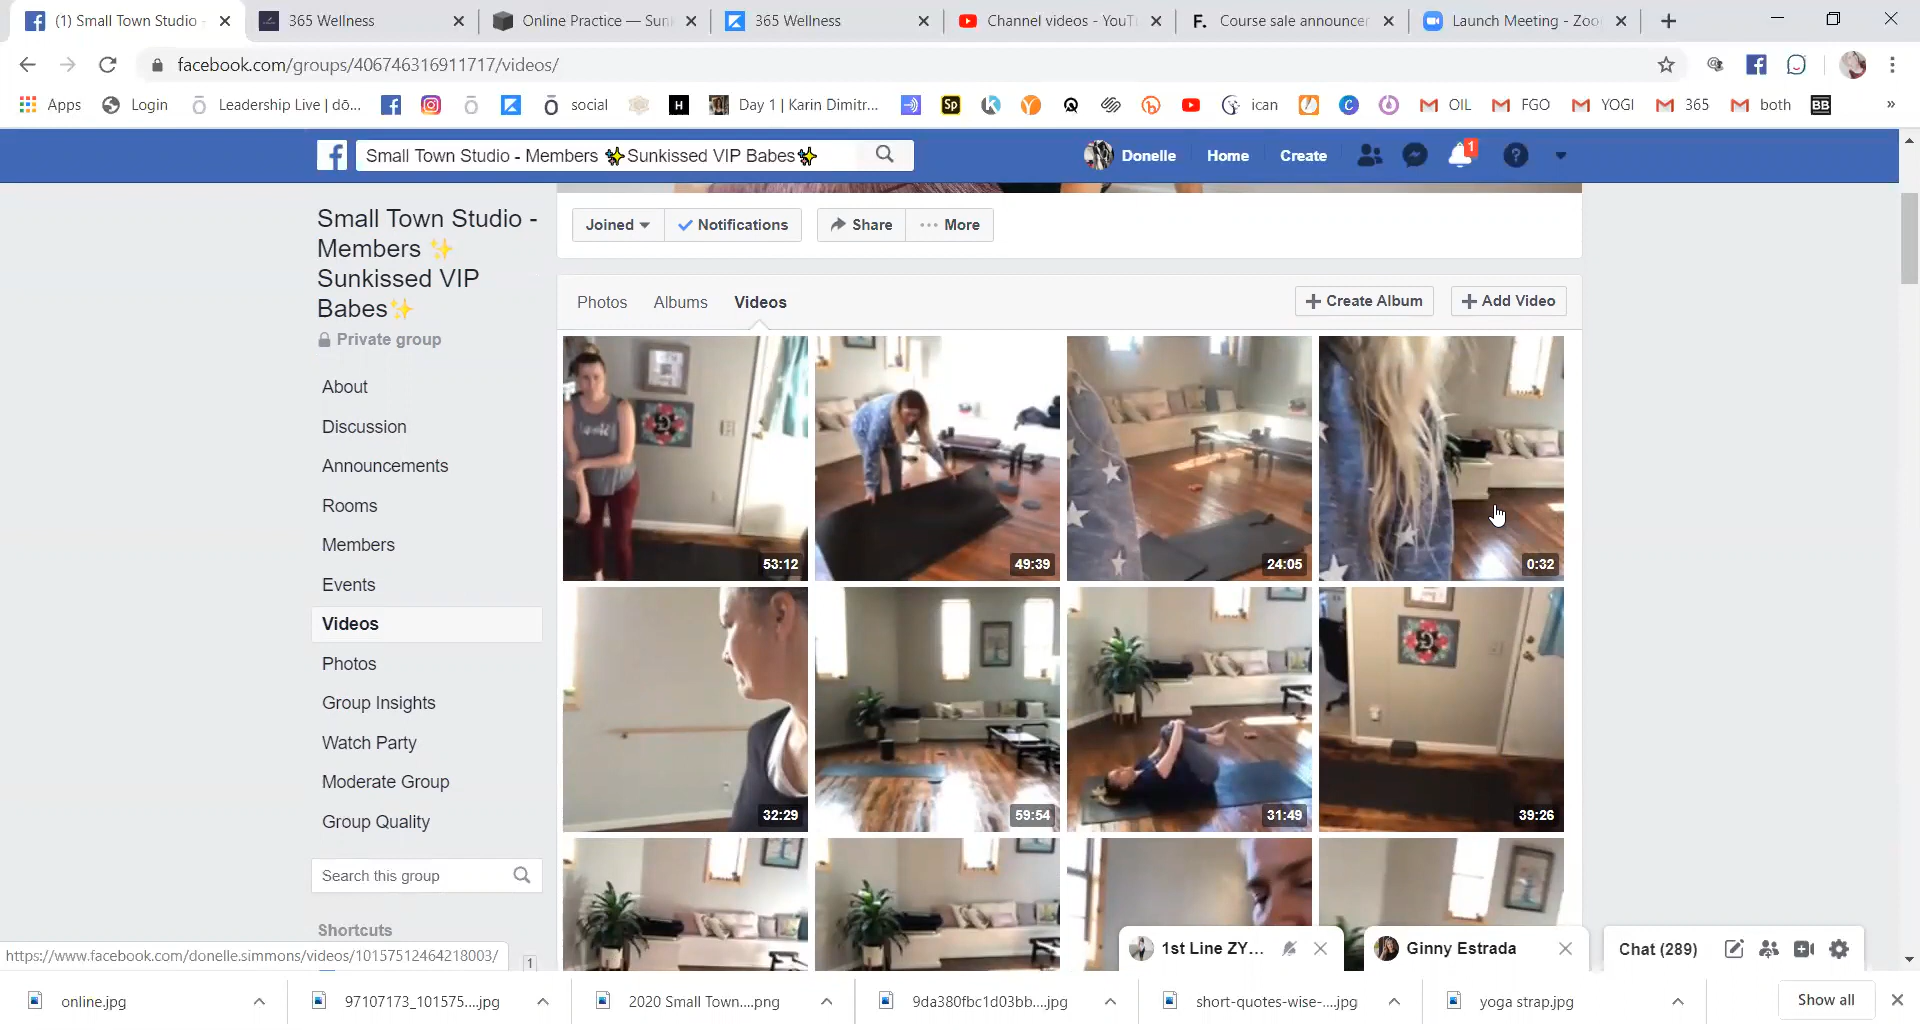 (1) Small Town Studio -
365 Wellness
Online Practice — Sun
365 Wellness
Channel videos - YouT
F. Course sale announcer
Launch Meeting - Zoo
facebook.com/groups/406746316911717/videos/
Apps
Login
Leadership Live | dō...
social
H
Day 1 | Karin Dimitr...
Sp
ican
OIL
FGO
YOGI
365
both
BB
»
Small Town Studio - Members ✨Sunkissed VIP Babes✨
Donelle
Home
Create
1
Small Town Studio -
Members ✨
Sunkissed VIP
Babes✨
Private group
Joined
Notifications
Share
More
Photos
Albums
Videos
Create Album
Add Video
About
Discussion
Announcements
Rooms
Members
Events
Videos
Photos
Group Insights
Watch Party
Moderate Group
Group Quality
Search this group
Shortcuts
53:12
49:39
24:05
0:32
32:29
59:54
31:49
39:26
https://www.facebook.com/donelle.simmons/videos/10157512464218003/
1
1st Line ZY...
Ginny Estrada
Chat (289)
online.jpg
97107173_101575....jpg
2020 Small Town....png
9da380fbc1d03bb....jpg
short-quotes-wise-....jpg
yoga strap.jpg
Show all